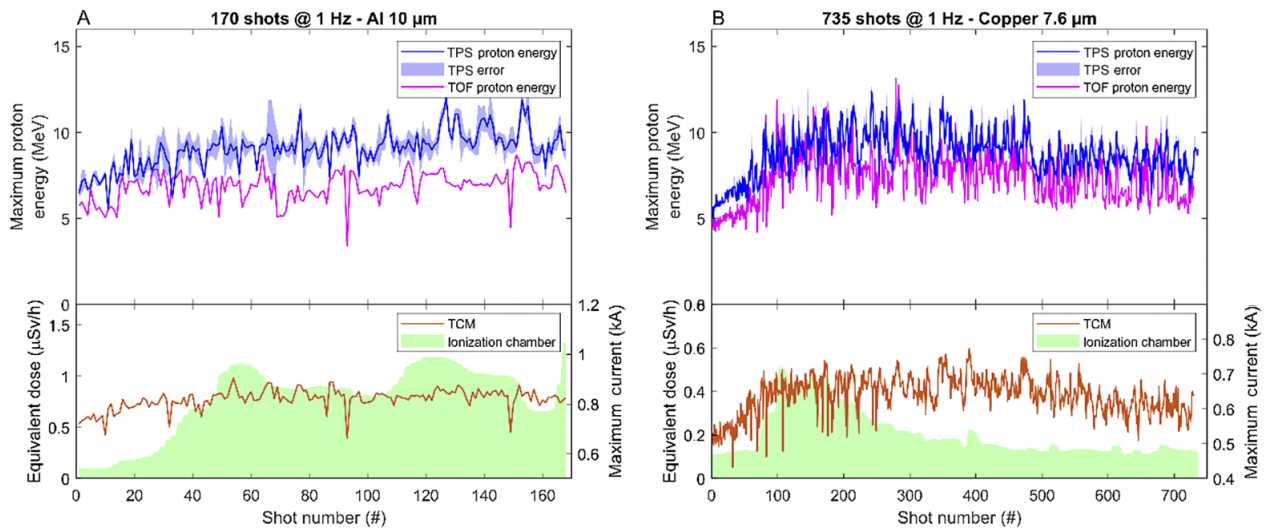 A
170 shots @ 1 Hz - Al 10 µm
Maximum proton
energy (MeV)
15
10
5
0
TPS proton energy
TPS error
TOF proton energy
Equivalent dose (µSv/h)
1.5
1
0.5
0
1.2
1
0.8
0.6
Maximum current (kA)
TCM
Ionization chamber
0 20 40 60 80 100 120 140 160
Shot number (#)
B
735 shots @ 1 Hz - Copper 7.6 µm
Maximum proton
energy (MeV)
15
10
5
TPS proton energy
TPS error
TOF proton energy
Equivalent dose (µSv/h)
0.6
0.4
0.2
0
0.8
0.7
0.6
0.5
0.4
Maximum current (kA)
TCM
Ionization chamber
0 100 200 300 400 500 600 700
Shot number (#)